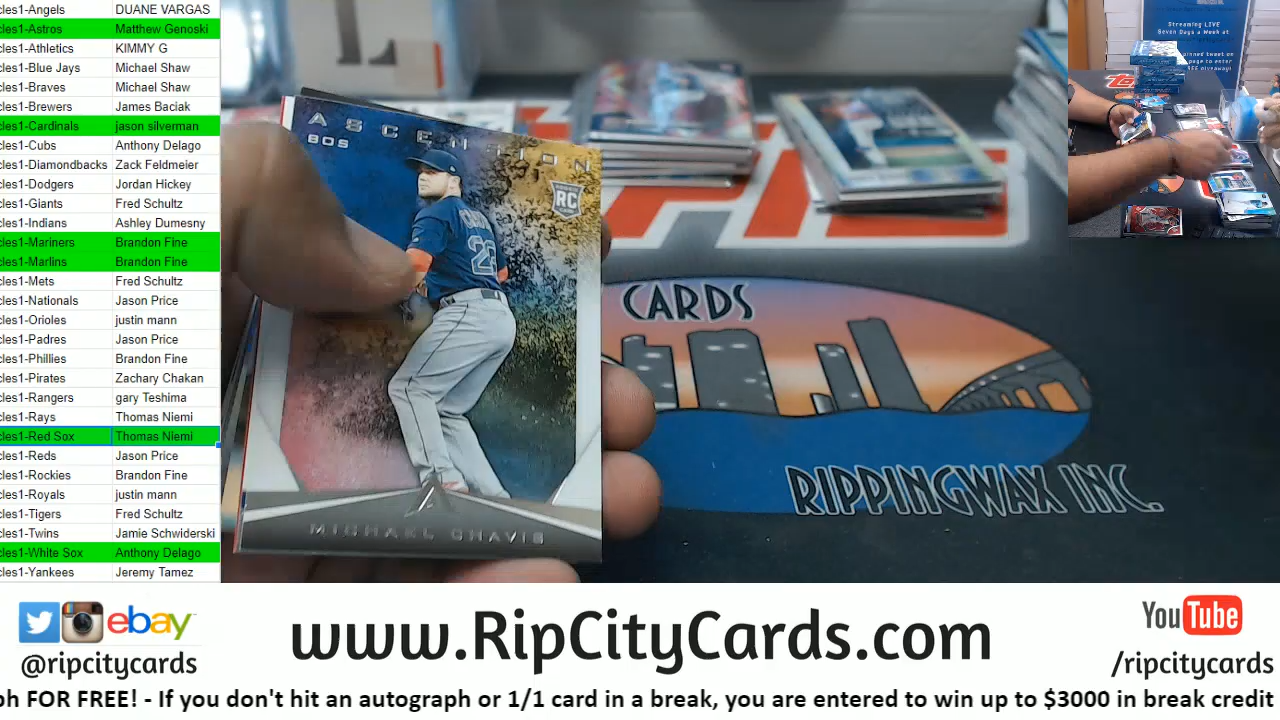 cles1-Angels DUANE VARGAS
cles1-Astros Matthew Genoski
cles1-Athletics KIMMY G
cles1-Blue Jays Michael Shaw
cles1-Braves Michael Shaw
cles1-Brewers James Baciak
cles1-Cardinals jason silverman
cles1-Cubs Anthony Delago
cles1-Diamondbacks Zack Feldmeier
cles1-Dodgers Jordan Hickey
cles1-Giants Fred Schultz
cles1-Indians Ashley Dumesny
cles1-Mariners Brandon Fine
cles1-Marlins Brandon Fine
cles1-Mets Fred Schultz
cles1-Nationals Jason Price
cles1-Orioles justin mann
cles1-Padres Jason Price
cles1-Phillies Brandon Fine
cles1-Pirates Zachary Chakan
cles1-Rangers gary Teshima
cles1-Rays Thomas Niemi
cles1-Red Sox Thomas Niemi
cles1-Reds Jason Price
cles1-Rockies Brandon Fine
cles1-Royals justin mann
cles1-Tigers Fred Schultz
cles1-Twins Jamie Schwiderski
cles1-White Sox Anthony Delago
cles1-Yankees Jeremy Tamez
ASCENSION
BOS
RC
23
MICHAEL CHAVIS
CARDS
RIPPINGWAX INC.
Streaming LIVE
Seven Days a Week at
ebay
@ripcitycards
www.RipCityCards.com
YouTube
/ripcitycards
ph FOR FREE! - If you don't hit an autograph or 1/1 card in a break, you are entered to win up to $3000 in break credit